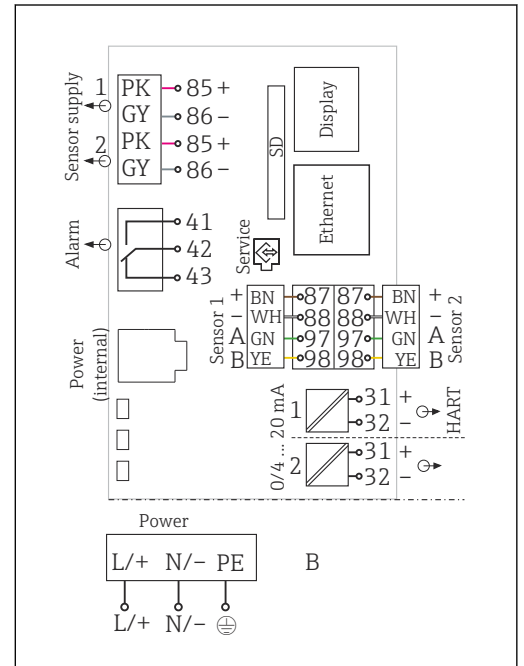 Sensor supply
1 PK 85 +
GY 86 -
2 PK 85 +
GY 86 -
Display
SD
Ethernet
Alarm
41
42
43
Service
Power
(internal)
Sensor 1
+ BN 87 87 BN +
- WH 88 88 WH -
A GN 97 97 GN A
B YE 98 98 YE B
Sensor 2
0/4 ... 20 mA
1 31 +
32 -
HART
2 31 +
32 -
Power
L/+ N/- PE
B
L/+ N/-